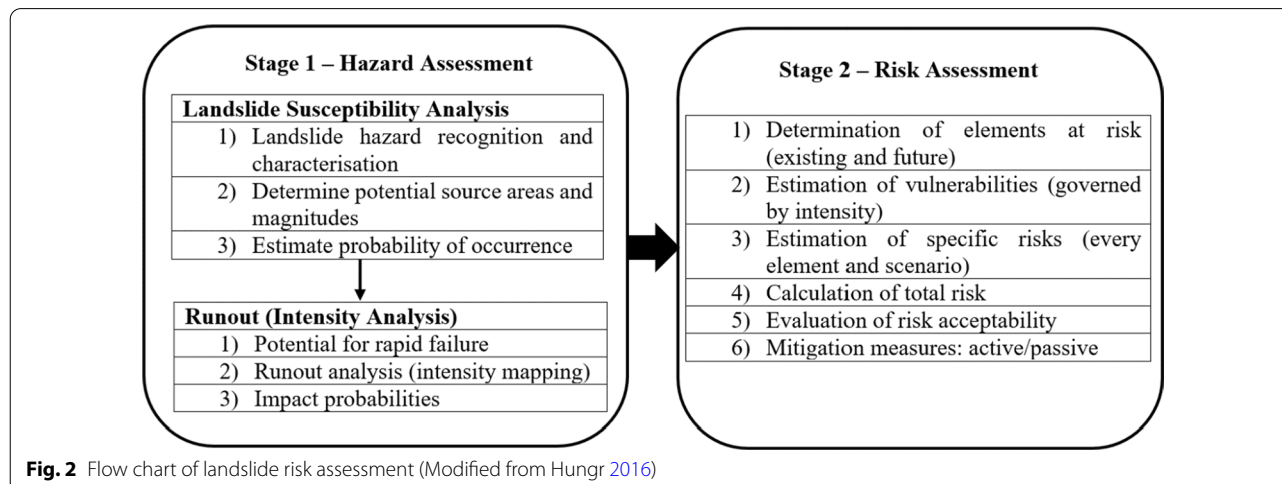 Stage 1 – Hazard Assessment
Landslide Susceptibility Analysis
1) Landslide hazard recognition and
characterisation
2) Determine potential source areas and
magnitudes
3) Estimate probability of occurrence
Runout (Intensity Analysis)
1) Potential for rapid failure
2) Runout analysis (intensity mapping)
3) Impact probabilities
Stage 2 – Risk Assessment
1) Determination of elements at risk
(existing and future)
2) Estimation of vulnerabilities (governed
by intensity)
3) Estimation of specific risks (every
element and scenario)
4) Calculation of total risk
5) Evaluation of risk acceptability
6) Mitigation measures: active/passive
Fig. 2 Flow chart of landslide risk assessment (Modified from Hungr 2016)